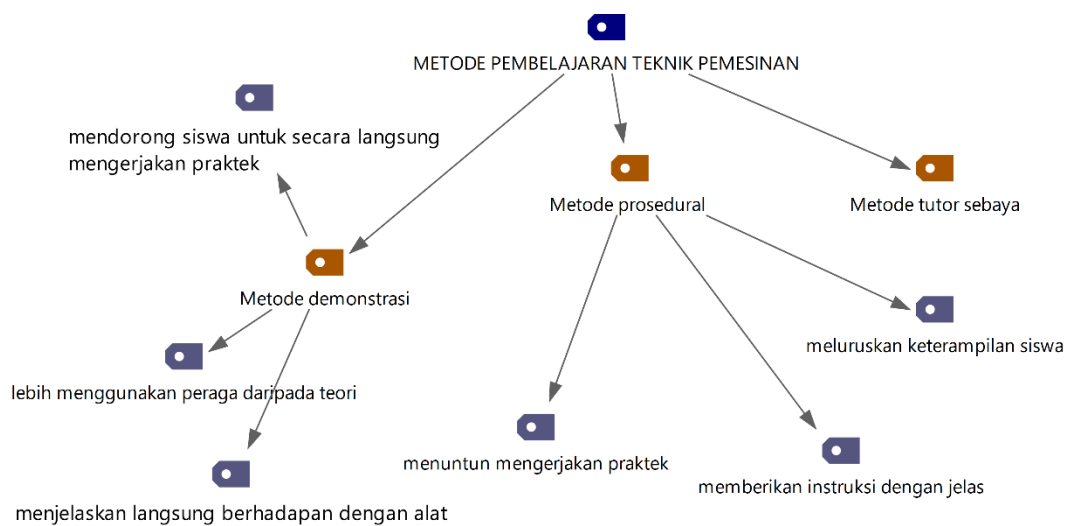 METODE PEMBELAJARAN TEKNIK PEMESINAN
mendorong siswa untuk secara langsung
mengerjakan praktek
Metode prosedural
Metode tutor sebaya
Metode demonstrasi
meluruskan keterampilan siswa
lebih menggunakan peraga daripada teori
menuntun mengerjakan praktek
memberikan instruksi dengan jelas
menjelaskan langsung berhadapan dengan alat